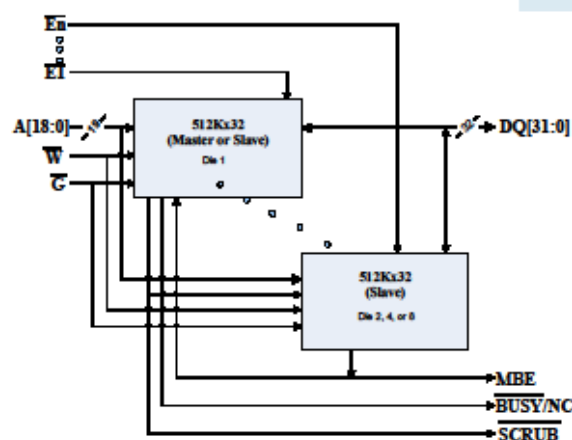 En
E1
A[18:0]
19
W
G
512Kx32
(Master or Slave)
Die 1
32
DQ[31:0]
512Kx32
(Slave)
Die 2, 4, or 8
MBE
BUSY/NC
SCRUB